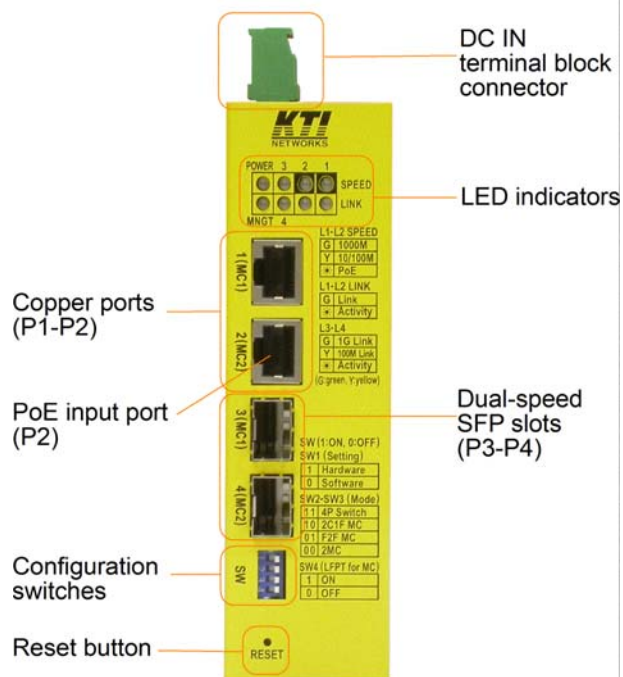 DC IN
terminal block
connector
KTI
NETWORKS
POWER 3 2 1
SPEED
LINK
MNGT 4
LED indicators
L1-L2 SPEED
G 1000M
Y 10/100M
✳ PoE
L1-L2 LINK
G Link
✳ Activity
L3-L4
G 1G Link
Y 100M Link
✳ Activity
(G:green, Y:yellow)
1(MC1)
2(MC2)
Copper ports
(P1-P2)
PoE input port
(P2)
3(MC1)
4(MC2)
Dual-speed
SFP slots
(P3-P4)
SW (1:ON, 0:OFF)
SW1 (Setting)
1 Hardware
0 Software
SW2-SW3 (Mode)
11 4P Switch
10 2C1F MC
01 F2F MC
00 2MC
SW4 (LFPT for MC)
1 ON
0 OFF
Configuration
switches
SW
Reset button
RESET